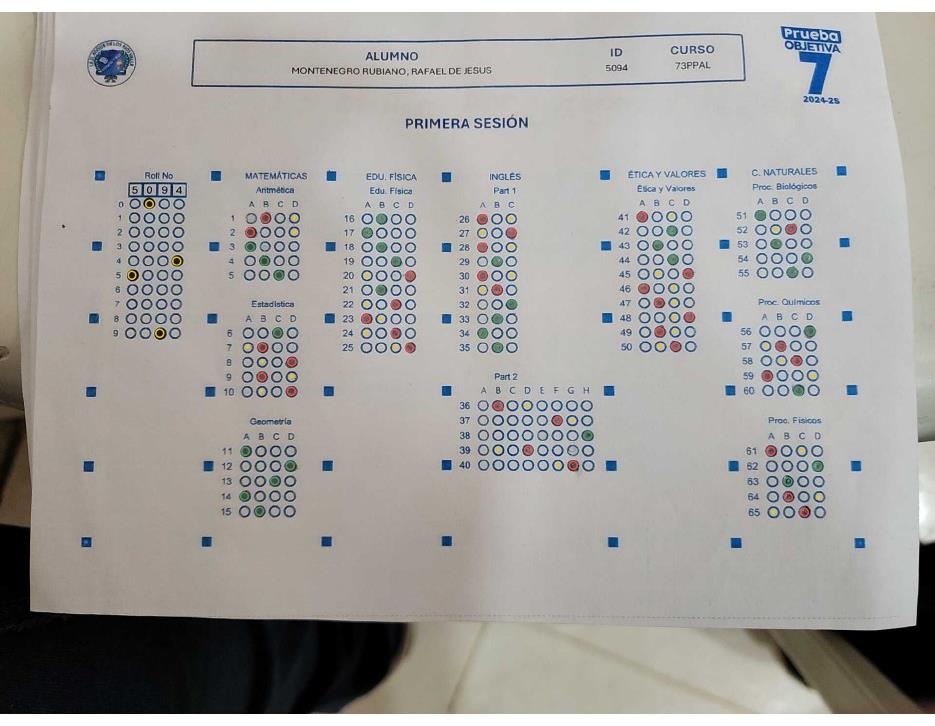 Prueba
OBJETIVA
7
2024-25
ALUMNO ID CURSO
MONTENEGRO RUBIANO, RAFAEL DE JESUS 5094 73PPAL
PRIMERA SESIÓN
Roll No
5 0 9 4
0
1
2
3
4
5
6
7
8
9
MATEMÁTICAS
Aritmética
A B C D
1
2
3
4
5
Estadística
A B C D
6
7
8
9
10
Geometría
A B C D
11
12
13
14
15
EDU. FÍSICA
Edu. Física
A B C D
16
17
18
19
20
21
22
23
24
25
INGLÉS
Part 1
A B C
26
27
28
29
30
31
32
33
34
35
Part 2
A B C D E F G H
36
37
38
39
40
ÉTICA Y VALORES
Ética y Valores
A B C D
41
42
43
44
45
46
47
48
49
50
C. NATURALES
Proc. Biológicos
A B C D
51
52
53
54
55
Proc. Químicos
A B C D
56
57
58
59
60
Proc. Físicos
A B C D
61
62
63
64
65